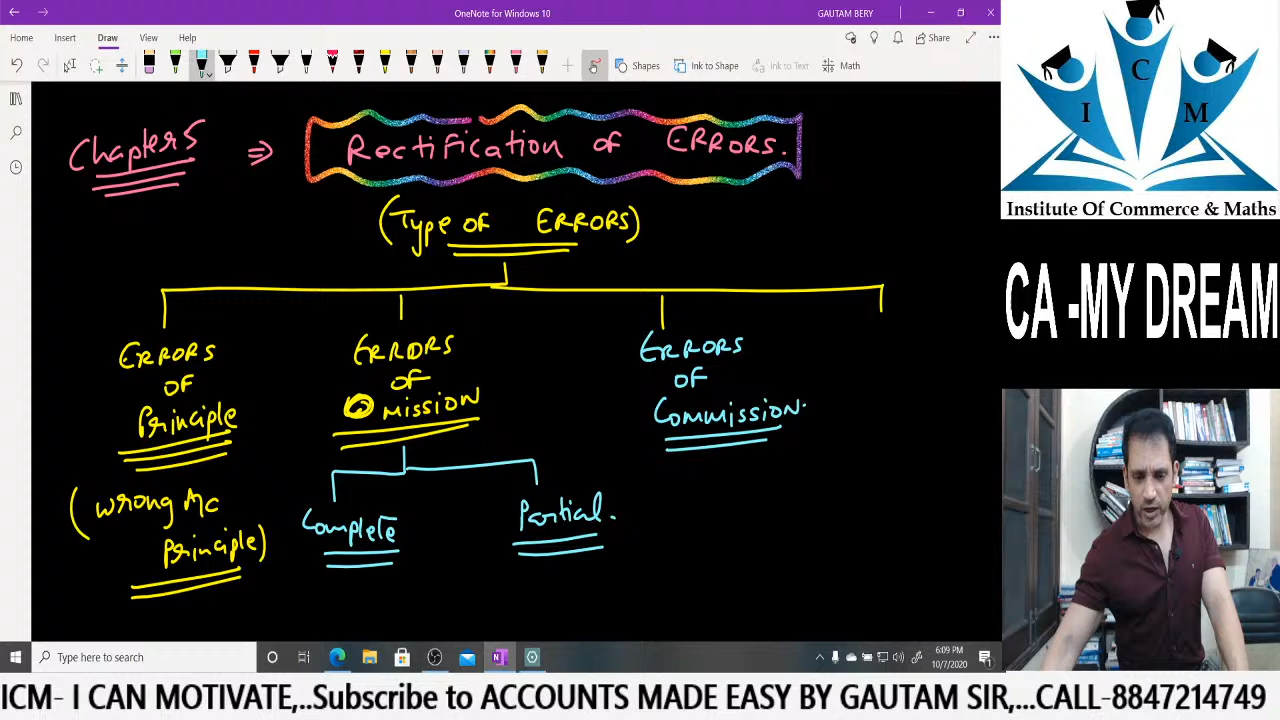 OneNote for Windows 10
GAUTAM BERY
Home
Insert
Draw
View
Help
Share
Shapes
Ink to Shape
Ink to Text
Math
Chapter 5 ⇒ Rectification of ERRORS.
(Type OF ERRORS)
ERRORS
OF
Principle
(wrong Ac
Principle)
ERRORS
OF
O mission
Complete
Partial.
ERRORS
OF
Commission.
I C M
Institute Of Commerce & Maths
CA -MY DREAM
Type here to search
6:09 PM
10/7/2020
ICM- I CAN MOTIVATE,..Subscribe to ACCOUNTS MADE EASY BY GAUTAM SIR,...CALL-8847214749